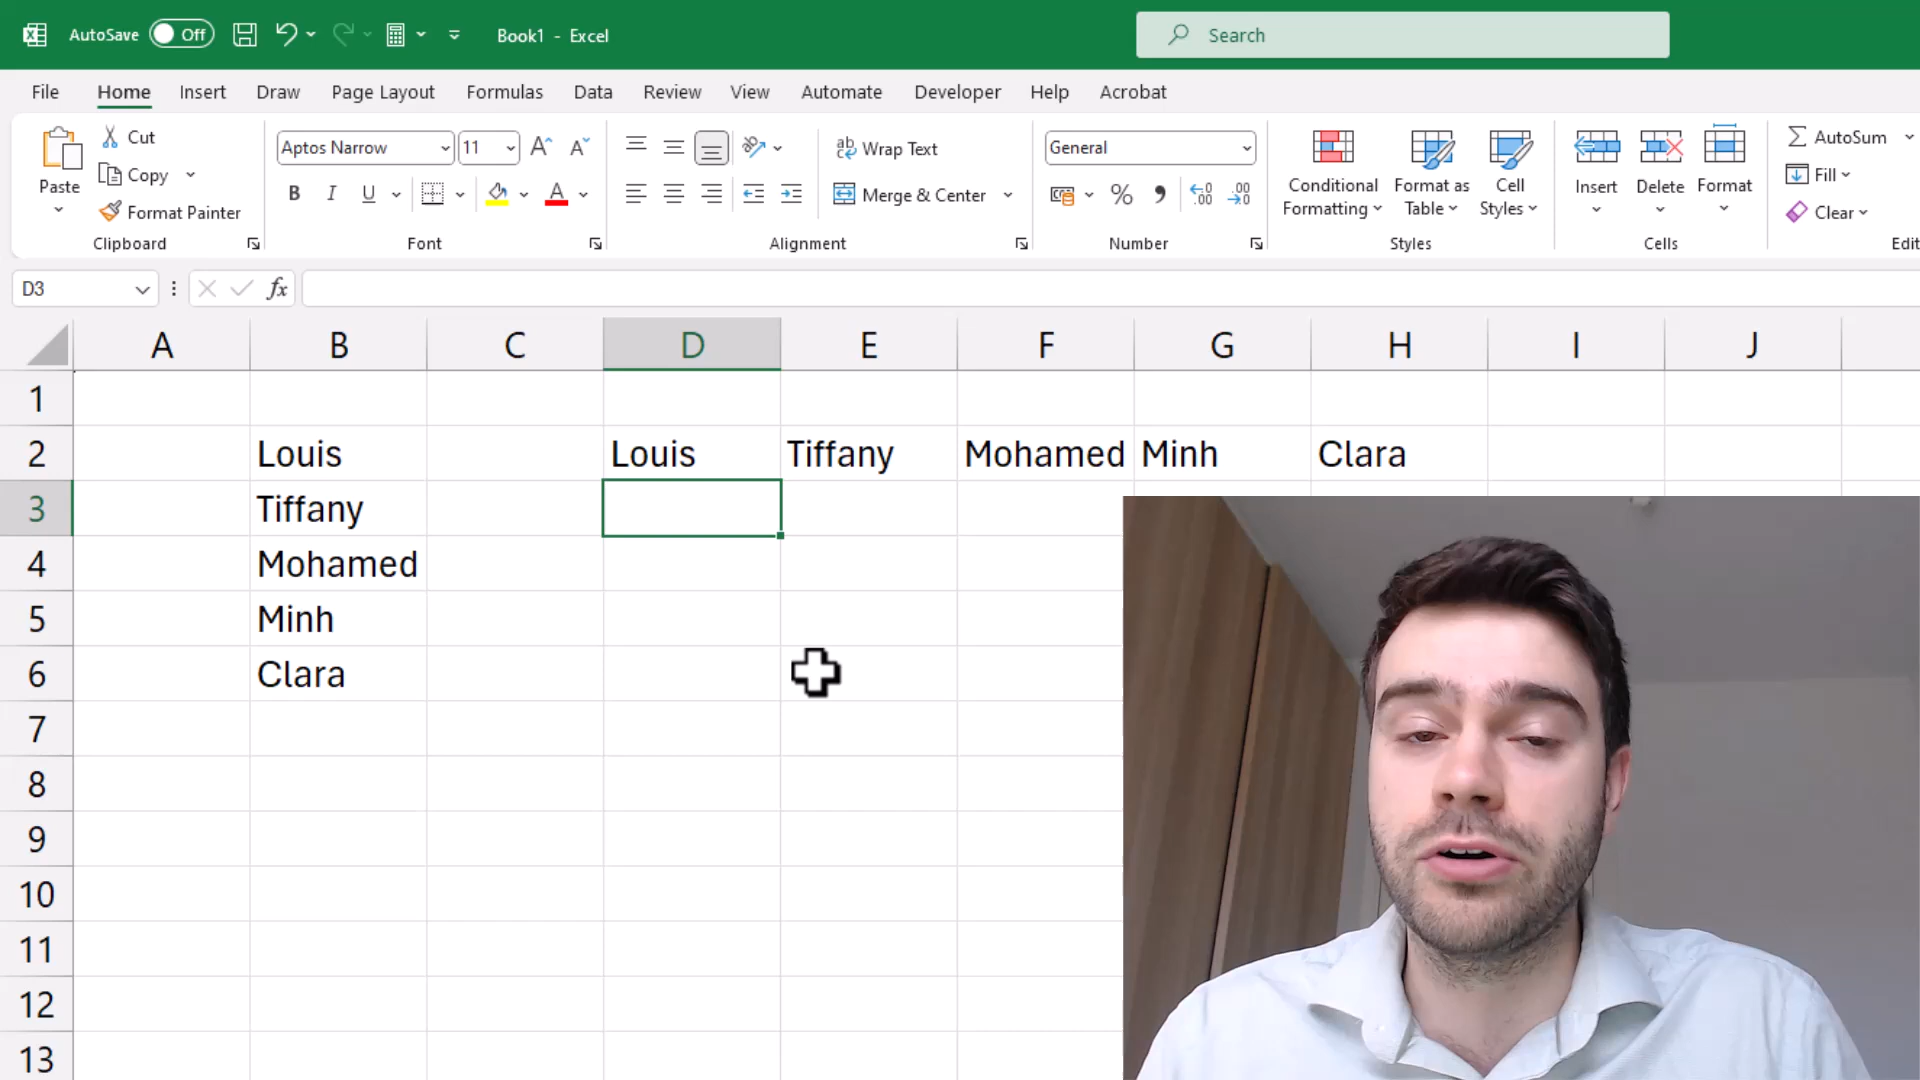 AutoSave Off Book1 - Excel Search
File Home Insert Draw Page Layout Formulas Data Review View Automate Developer Help Acrobat
Paste Cut Copy Format Painter Clipboard
Aptos Narrow 11 B I U A Font
ab Wrap Text Merge & Center Alignment
General % Number
Conditional Formatting Format as Table Cell Styles Styles
Insert Delete Format Cells
AutoSum Fill Clear Edit
D3 fx
A B C D E F G H I J
1
2 Louis Louis Tiffany Mohamed Minh Clara
3 Tiffany
4 Mohamed
5 Minh
6 Clara
7
8
9
10
11
12
13